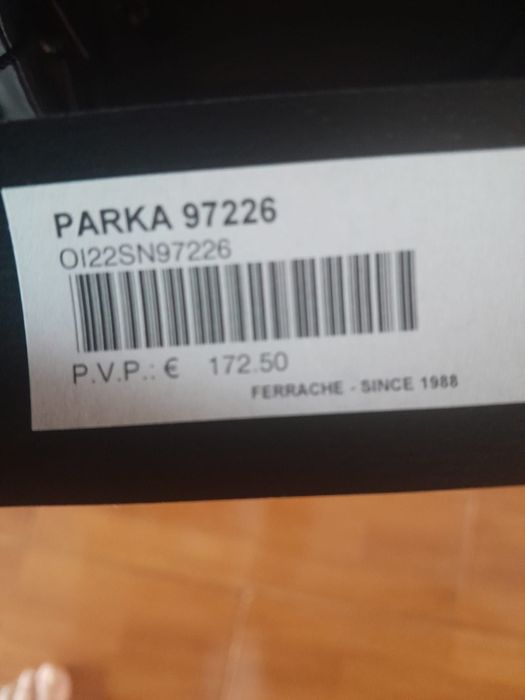 PARKA 97226
OI22SN97226
P.V.P.: € 172.50
FERRACHE - SINCE 1988